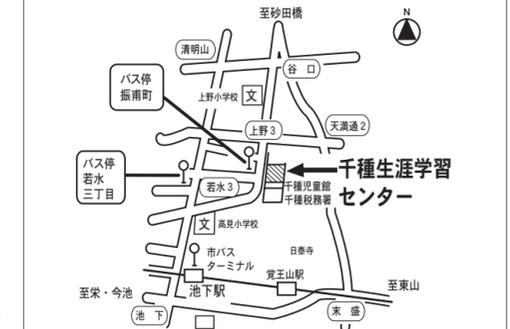 至砂田橋
N
清明山
谷 口
バス停
振甫町
上野小学校
文
上野 3
天満通 2
バス停
若水
三丁目
千種生涯学習
センター
若水 3
千種児童館
千種税務署
文
高見小学校
市バス
ターミナル
日泰寺
覚王山駅
至栄・今池
池下駅
至東山
池 下
末 盛